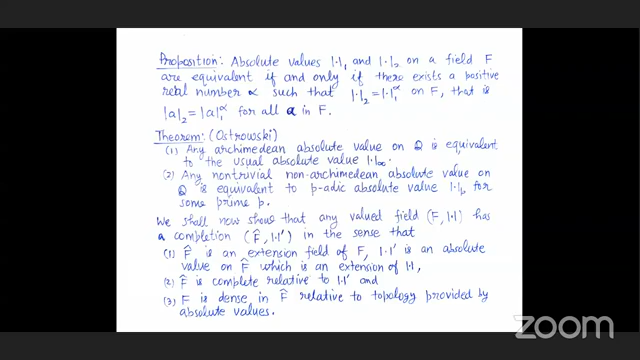 Proposition: Absolute values |·|₁ and |·|₂ on a field F
are equivalent if and only if there exists a positive
real number α such that |·|₂ = |·|₁^α on F, that is
|a|₂ = |a|₁^α for all a in F.
Theorem: (Ostrowski)
(1) Any archimedean absolute value on ℚ is equivalent
to the usual absolute value |·|∞.
(2) Any nontrivial non-archimedean absolute value on
ℚ is equivalent to p-adic absolute value |·|ₚ for
some prime p.
We shall now show that any valued field (F, |·|) has
a completion (F̂, |·|′) in the sense that
(1) F̂ is an extension field of F, |·|′ is an absolute
value on F̂ which is an extension of |·|,
(2) F̂ is complete relative to |·|′ and
(3) F is dense in F̂ relative to topology provided by
absolute values.
zoom